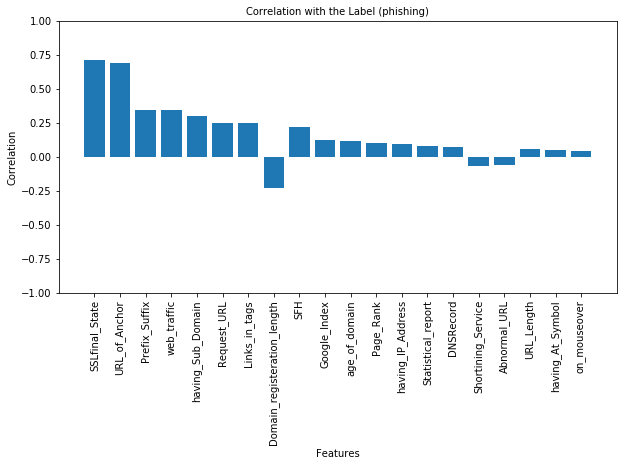 Correlation with the Label (phishing)
1.00
0.75
0.50
0.25
0.00
−0.25
−0.50
−0.75
−1.00
Correlation
SSLfinal_State
URL_of_Anchor
Prefix_Suffix
web_traffic
having_Sub_Domain
Request_URL
Links_in_tags
Domain_registeration_length
SFH
Google_Index
age_of_domain
Page_Rank
having_IP_Address
Statistical_report
DNSRecord
Shortining_Service
Abnormal_URL
URL_Length
having_At_Symbol
on_mouseover
Features